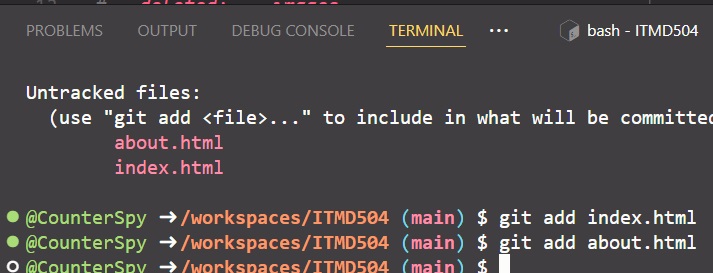 PROBLEMS OUTPUT DEBUG CONSOLE TERMINAL ··· bash - ITMD504
Untracked files:
(use "git add <file>..." to include in what will be committed
about.html
index.html
@CounterSpy ➜/workspaces/ITMD504 (main) $ git add index.html
@CounterSpy ➜/workspaces/ITMD504 (main) $ git add about.html
@CounterSpy ➜/workspaces/ITMD504 (main) $